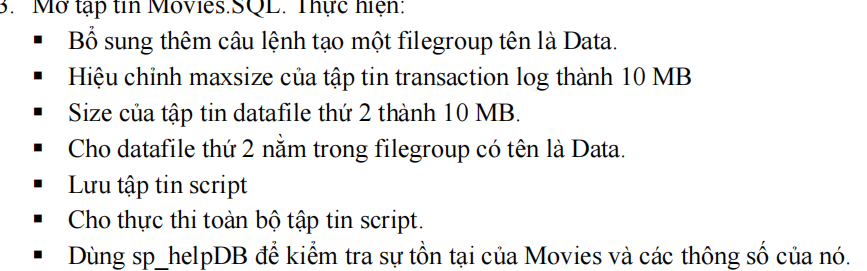 3. Mở tập tin Movies.SQL. Thực hiện:
▪ Bổ sung thêm câu lệnh tạo một filegroup tên là Data.
▪ Hiệu chỉnh maxsize của tập tin transaction log thành 10 MB
▪ Size của tập tin datafile thứ 2 thành 10 MB.
▪ Cho datafile thứ 2 nằm trong filegroup có tên là Data.
▪ Lưu tập tin script
▪ Cho thực thi toàn bộ tập tin script.
▪ Dùng sp_helpDB để kiểm tra sự tồn tại của Movies và các thông số của nó.